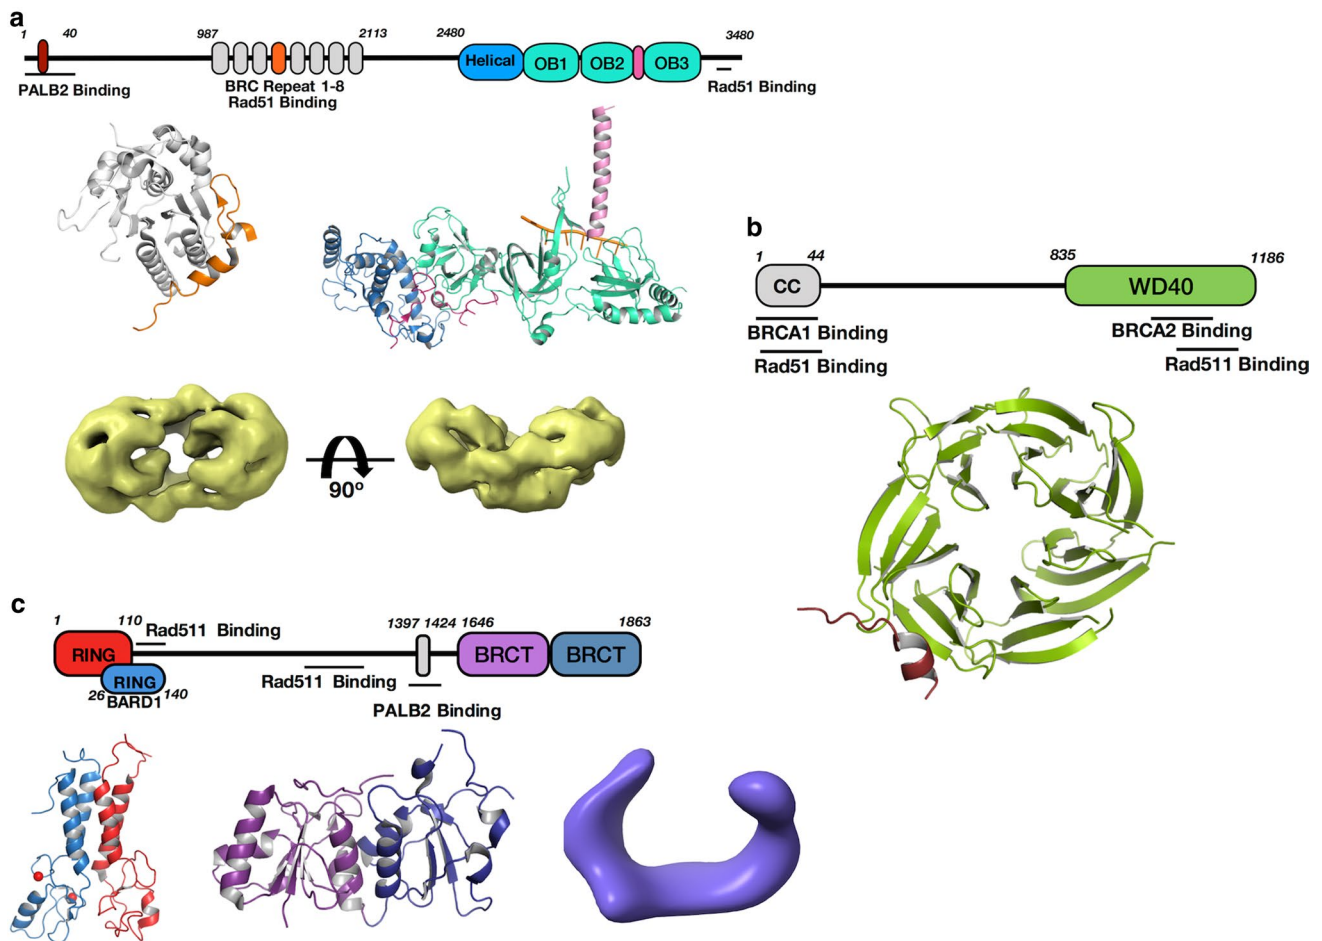 a
1 40 987 2113 2480 3480
Helical OB1 OB2 OB3
PALB2 Binding
BRC Repeat 1-8
Rad51 Binding
Rad51 Binding
90º
b
1 44 835 1186
CC WD40
BRCA1 Binding
Rad51 Binding
BRCA2 Binding
Rad511 Binding
c
1 110 1397 1424 1646 1863
Rad511 Binding
RING BRCT BRCT
RING
26 BARD1 140
Rad511 Binding
PALB2 Binding